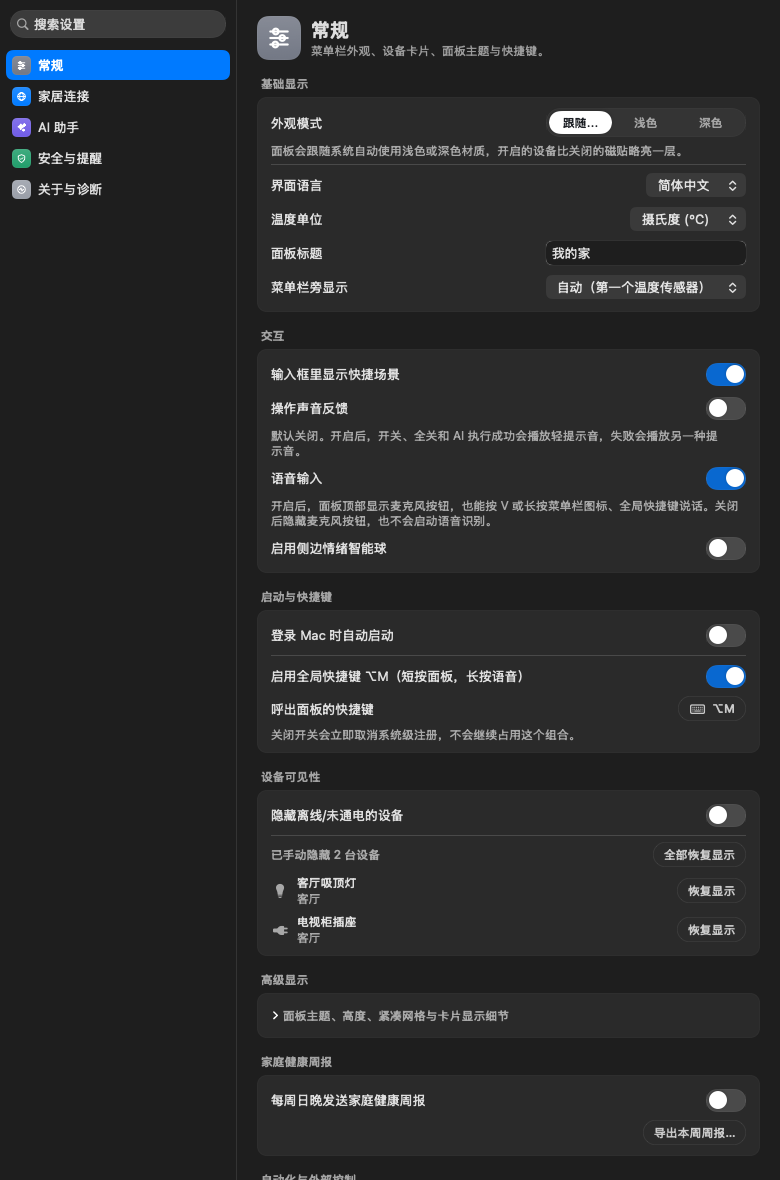 搜索设置
常规
家居连接
AI 助手
安全与提醒
关于与诊断
常规
菜单栏外观、设备卡片、面板主题与快捷键。
基础显示
外观模式
跟随...
浅色
深色
面板会跟随系统自动使用浅色或深色材质，开启的设备比关闭的磁贴略亮一层。
界面语言
简体中文
温度单位
摄氏度 (°C)
面板标题
我的家
菜单栏旁显示
自动（第一个温度传感器）
交互
输入框里显示快捷场景
操作声音反馈
默认关闭。开启后，开关、全关和 AI 执行成功会播放轻提示音，失败会播放另一种提
示音。
语音输入
开启后，面板顶部显示麦克风按钮，也能按 V 或长按菜单栏图标、全局快捷键说话。关闭
后隐藏麦克风按钮，也不会启动语音识别。
启用侧边情绪智能球
启动与快捷键
登录 Mac 时自动启动
启用全局快捷键 ⌥M（短按面板，长按语音）
呼出面板的快捷键
⌥M
关闭开关会立即取消系统级注册，不会继续占用这个组合。
设备可见性
隐藏离线/未通电的设备
已手动隐藏 2 台设备
全部恢复显示
客厅吸顶灯
客厅
恢复显示
电视柜插座
客厅
恢复显示
高级显示
面板主题、高度、紧凑网格与卡片显示细节
家庭健康周报
每周日晚发送家庭健康周报
导出本周周报...
自动化与外部控制